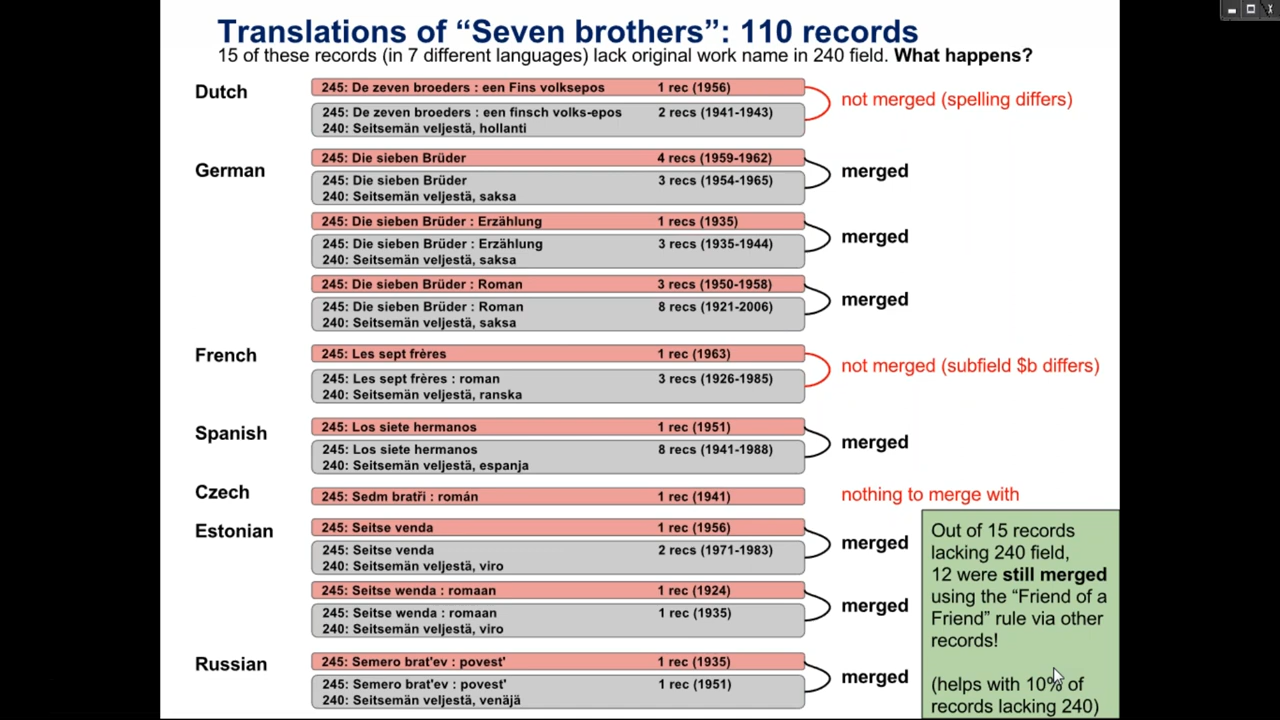 Translations of “Seven brothers”: 110 records
15 of these records (in 7 different languages) lack original work name in 240 field. What happens?
Dutch
245: De zeven broeders : een Fins volksepos 1 rec (1956)
245: De zeven broeders : een finsch volks-epos 2 recs (1941-1943)
240: Seitsemän veljestä, hollanti
not merged (spelling differs)
German
245: Die sieben Brüder 4 recs (1959-1962)
245: Die sieben Brüder 3 recs (1954-1965)
240: Seitsemän veljestä, saksa
merged
245: Die sieben Brüder : Erzählung 1 recs (1935)
245: Die sieben Brüder : Erzählung 3 recs (1935-1944)
240: Seitsemän veljestä, saksa
merged
245: Die sieben Brüder : Roman 3 recs (1950-1958)
245: Die sieben Brüder : Roman 8 recs (1921-2006)
240: Seitsemän veljestä, saksa
merged
French
245: Les sept frères 1 rec (1963)
245: Les sept frères : roman 3 recs (1926-1985)
240: Seitsemän veljestä, ranska
not merged (subfield $b differs)
Spanish
245: Los siete hermanos 1 rec (1951)
245: Los siete hermanos 8 recs (1941-1988)
240: Seitsemän veljestä, espanja
merged
Czech
245: Sedm bratři : román 1 rec (1941)
nothing to merge with
Estonian
245: Seitse venda 1 rec (1956)
245: Seitse venda 2 recs (1971-1983)
240: Seitsemän veljestä, viro
merged
245: Seitse wenda : romaan 1 rec (1924)
245: Seitse wenda : romaan 1 rec (1935)
240: Seitsemän veljestä, viro
merged
Russian
245: Semero brat'ev : povest' 1 rec (1935)
245: Semero brat'ev : povest' 1 rec (1951)
240: Seitsemän veljestä, venäjä
merged
Out of 15 records
lacking 240 field,
12 were still merged
using the “Friend of a
Friend” rule via other
records!
(helps with 10% of
records lacking 240)